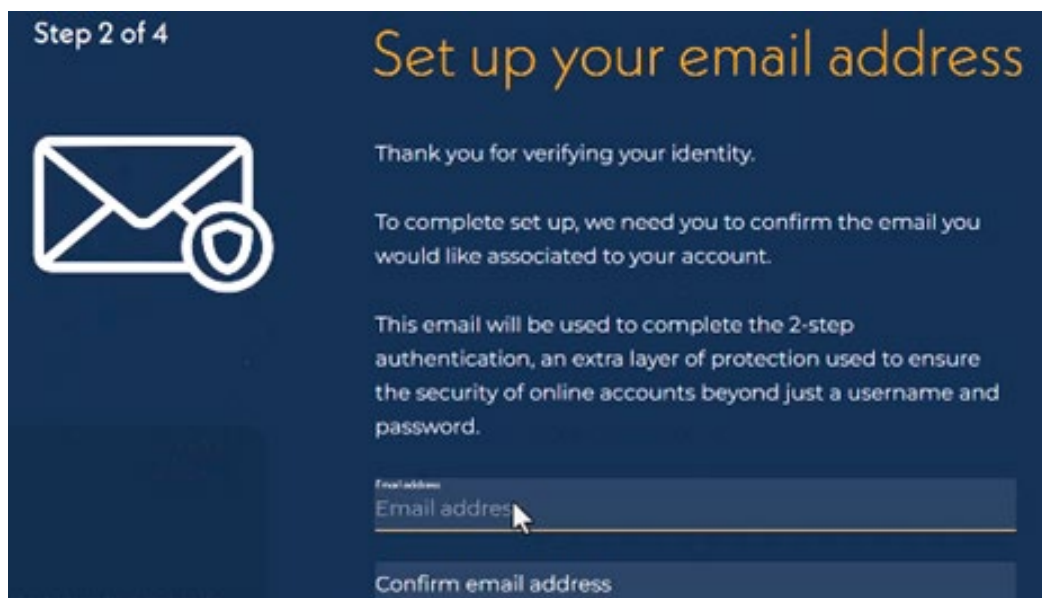 Step 2 of 4
Set up your email address
Thank you for verifying your identity.
To complete set up, we need you to confirm the email you
would like associated to your account.
This email will be used to complete the 2-step
authentication, an extra layer of protection used to ensure
the security of online accounts beyond just a username and
password.
Email address
Email addres
Confirm email address